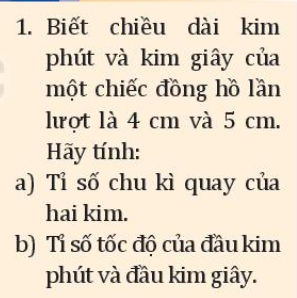 1. Biết chiều dài kim
phút và kim giây của
một chiếc đồng hồ lần
lượt là 4 cm và 5 cm.
Hãy tính:
a) Tỉ số chu kì quay của
hai kim.
b) Tỉ số tốc độ của đầu kim
phút và đầu kim giây.